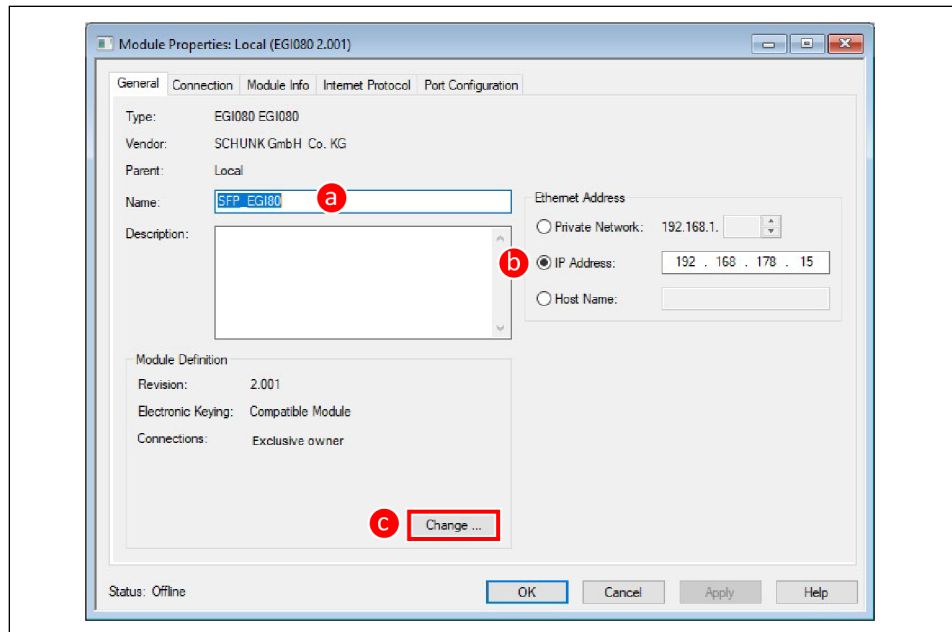 Module Properties: Local (EGI080 2.001)
General Connection Module Info Internet Protocol Port Configuration
Type: EGI080 EGI080
Vendor: SCHUNK GmbH Co. KG
Parent: Local
Name: SFP_EGI80 a
Description:
Ethernet Address
Private Network: 192.168.1.
b IP Address: 192 . 168 . 178 . 15
Host Name:
Module Definition
Revision: 2.001
Electronic Keying: Compatible Module
Connections: Exclusive owner
c Change ...
Status: Offline OK Cancel Apply Help